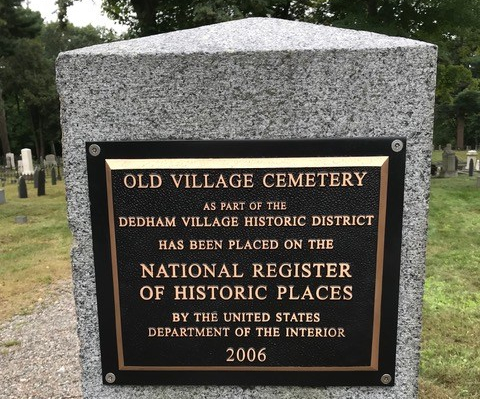 OLD VILLAGE CEMETERY
AS PART OF THE
DEDHAM VILLAGE HISTORIC DISTRICT
HAS BEEN PLACED ON THE
NATIONAL REGISTER
OF HISTORIC PLACES
BY THE UNITED STATES
DEPARTMENT OF THE INTERIOR
2006